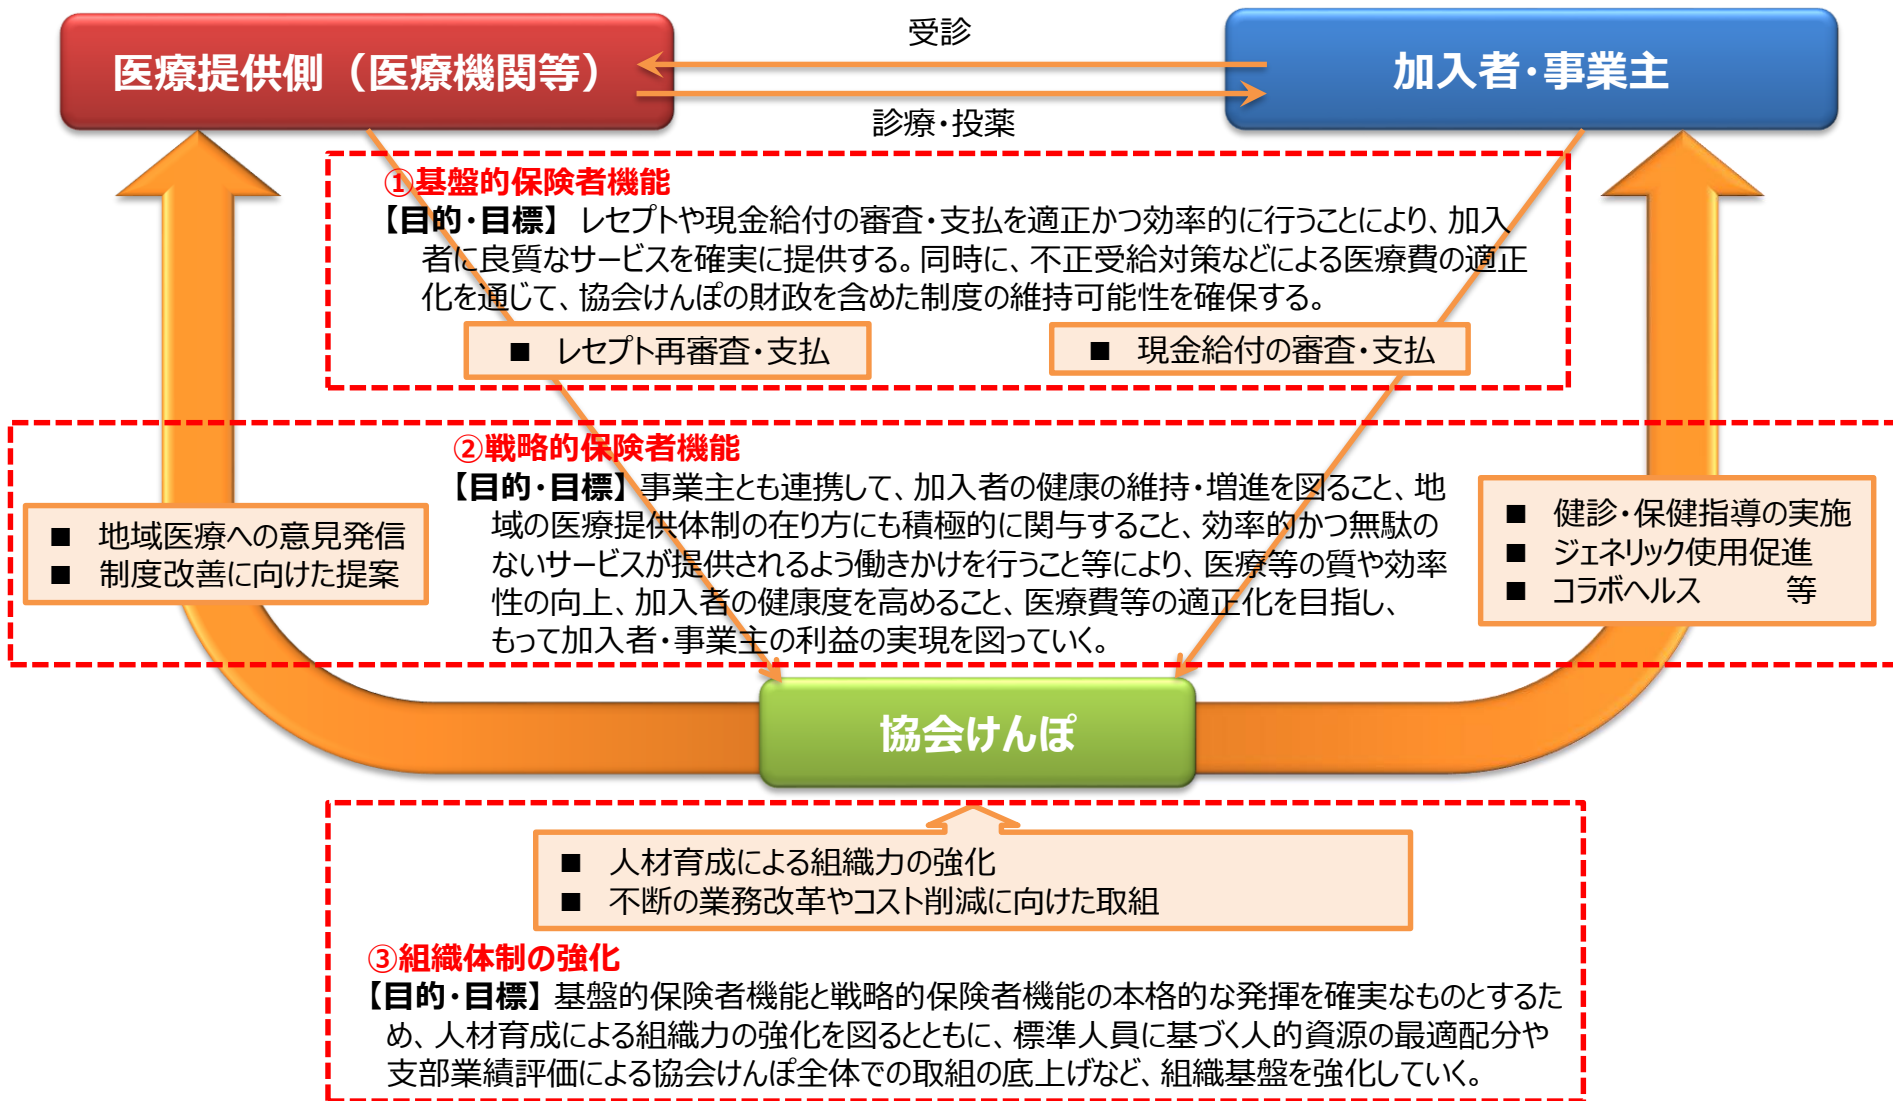 受診
医療提供側（医療機関等）
加入者・事業主
診療・投薬
①基盤的保険者機能
【目的・目標】 レセプトや現金給付の審査・支払を適正かつ効率的に行うことにより、加入
者に良質なサービスを確実に提供する。同時に、不正受給対策などによる医療費の適正
化を通じて、協会けんぽの財政を含めた制度の維持可能性を確保する。
■ レセプト再審査・支払
■ 現金給付の審査・支払
②戦略的保険者機能
【目的・目標】 事業主とも連携して、加入者の健康の維持・増進を図ること、地
域の医療提供体制の在り方にも積極的に関与すること、効率的かつ無駄の
ないサービスが提供されるよう働きかけを行うこと等により、医療等の質や効率
性の向上、加入者の健康度を高めること、医療費等の適正化を目指し、
もって加入者・事業主の利益の実現を図っていく。
■ 地域医療への意見発信
■ 制度改善に向けた提案
■ 健診・保健指導の実施
■ ジェネリック使用促進
■ コラボヘルス 等
協会けんぽ
■ 人材育成による組織力の強化
■ 不断の業務改革やコスト削減に向けた取組
③組織体制の強化
【目的・目標】 基盤的保険者機能と戦略的保険者機能の本格的な発揮を確実なものとするた
め、人材育成による組織力の強化を図るとともに、標準人員に基づく人的資源の最適配分や
支部業績評価による協会けんぽ全体での取組の底上げなど、組織基盤を強化していく。